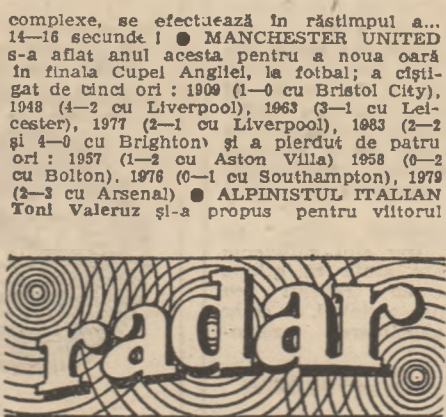 complexe, se efectuează în răstimpul a...
14—16 secunde ! ● MANCHESTER UNITED
s-a aflat anul acesta pentru a noua oară
în finala Cupei Angliei, la fotbal; a cîști-
gat de cinci ori : 1909 (1—0 cu Bristol City),
1948 (4—2 cu Liverpool), 1963 (3—1 cu Lei-
cester), 1977 (2—1 cu Liverpool), 1983 (2—2
și 4—0 cu Brighton) și a pierdut de patru
ori : 1957 (1—2 cu Aston Villa) 1958 (0—2
cu Bolton), 1976 (0—1 cu Southampton), 1979
(2—3 cu Arsenal) ● ALPINISTUL ITALIAN
Toni Valeruz și-a propus pentru viitorul
radar